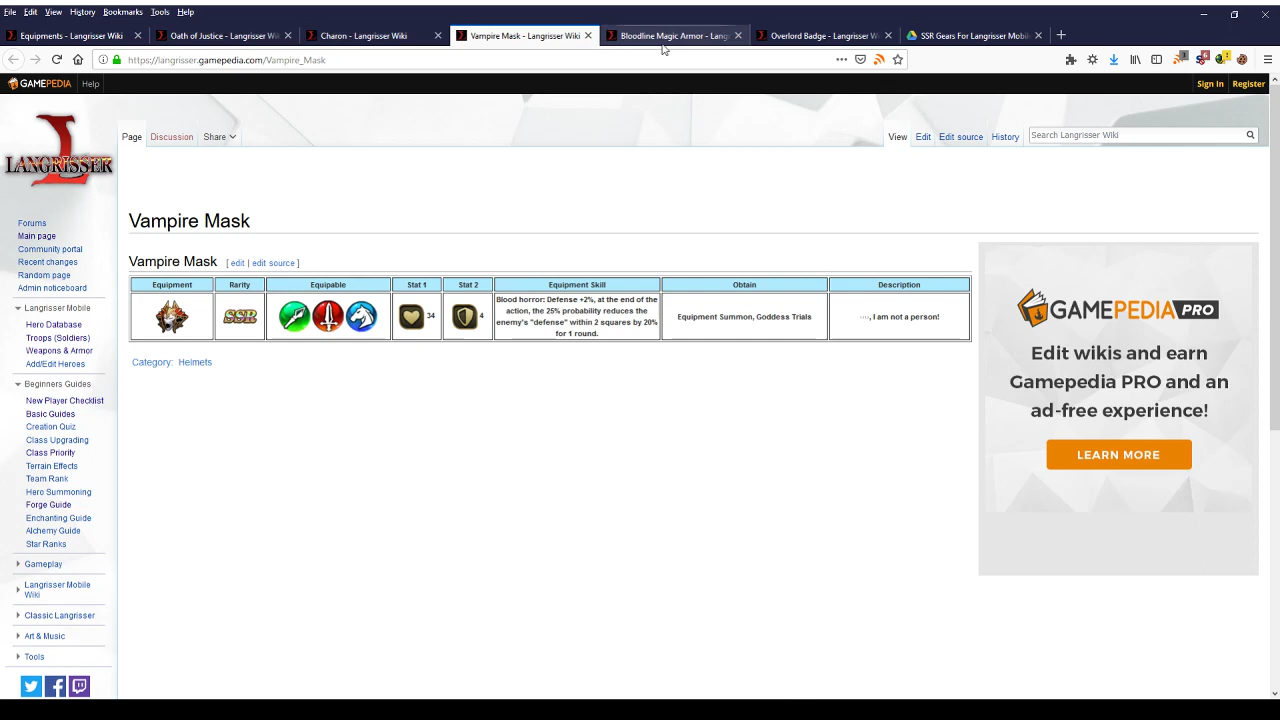 File Edit View History Bookmarks Tools Help
Equipments - Langrisser Wiki
Oath of Justice - Langrisser Wi
Charon - Langrisser Wiki
Vampire Mask - Langrisser Wiki
Bloodline Magic Armor - Langr
Overlord Badge - Langrisser Wi
SSR Gears For Langrisser Mobil
https://langrisser.gamepedia.com/Vampire_Mask
GAMEPEDIA Help Sign In Register
LANGRISSER
Page Discussion Share View Edit Edit source History Search Langrisser Wiki
Vampire Mask
Vampire Mask [ edit | edit source ]
Equipment Rarity Equipable Stat 1 Stat 2 Equipment Skill Obtain Description
SSR 34 4
Blood horror: Defense +2%, at the end of the
action, the 25% probability reduces the
enemy's "defense" within 2 squares by 20%
for 1 round.
Equipment Summon, Goddess Trials
...., I am not a person!
Category: Helmets
Forums
Main page
Community portal
Recent changes
Random page
Admin noticeboard
Langrisser Mobile
Hero Database
Troops (Soldiers)
Weapons & Armor
Add/Edit Heroes
Beginners Guides
New Player Checklist
Basic Guides
Creation Quiz
Class Upgrading
Class Priority
Terrain Effects
Team Rank
Hero Summoning
Forge Guide
Enchanting Guide
Alchemy Guide
Star Ranks
Gameplay
Langrisser Mobile
Wiki
Classic Langrisser
Art & Music
Tools
GAMEPEDIA PRO
Edit wikis and earn
Gamepedia PRO and an
ad-free experience!
LEARN MORE